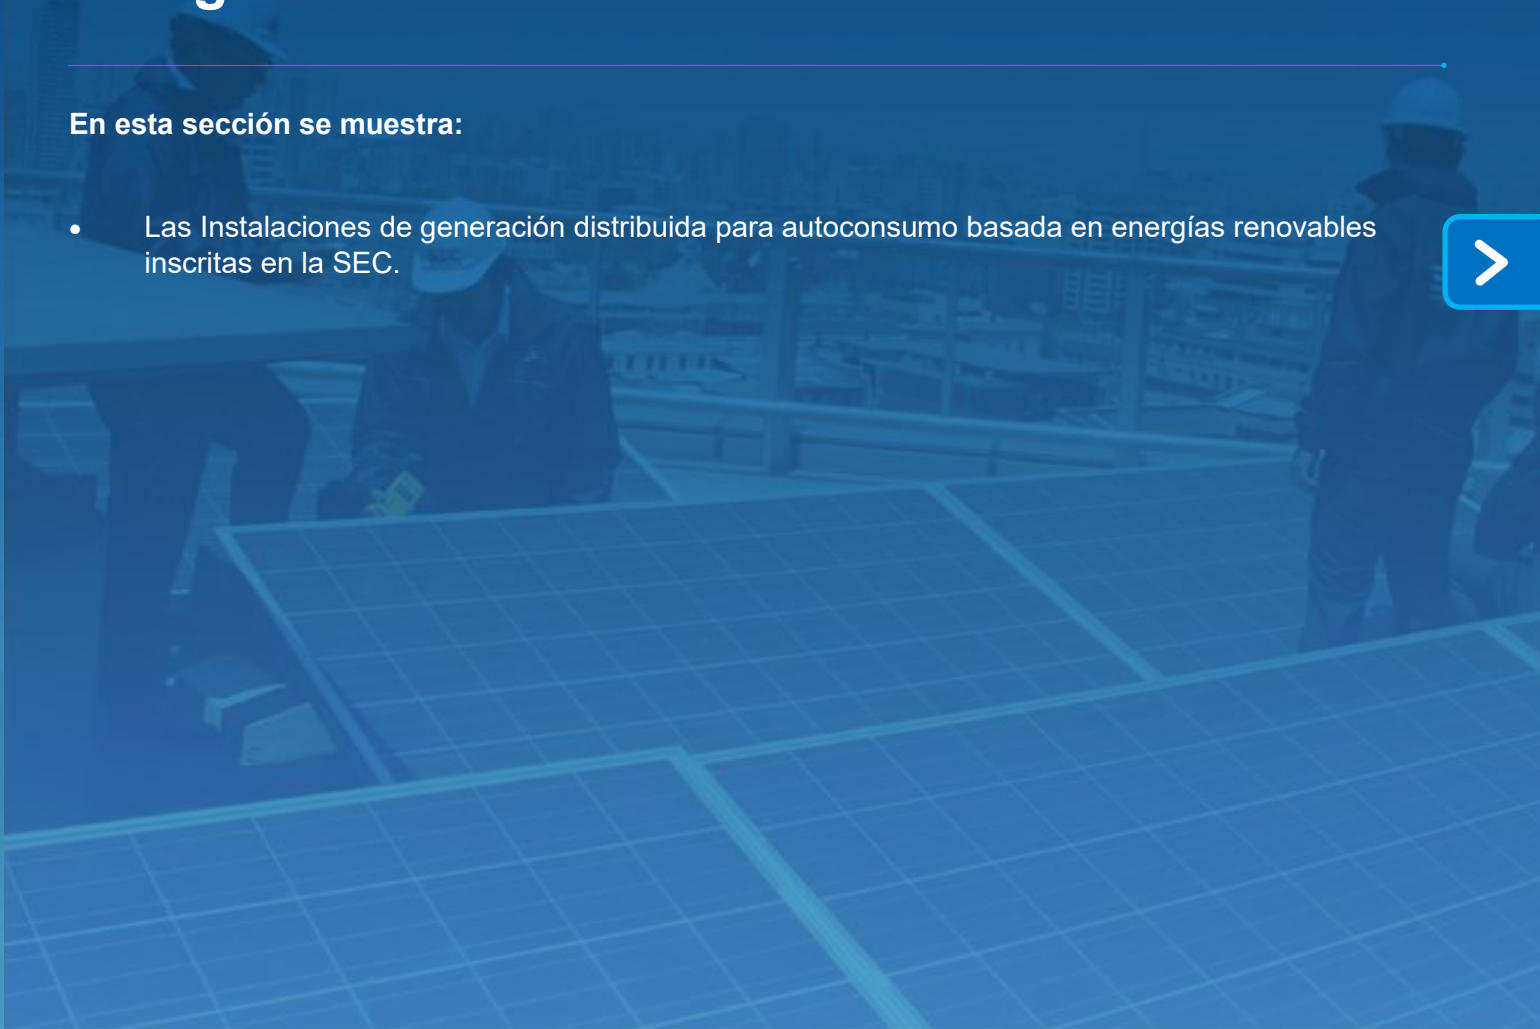 En esta sección se muestra:
• Las Instalaciones de generación distribuida para autoconsumo basada en energías renovables
inscritas en la SEC.